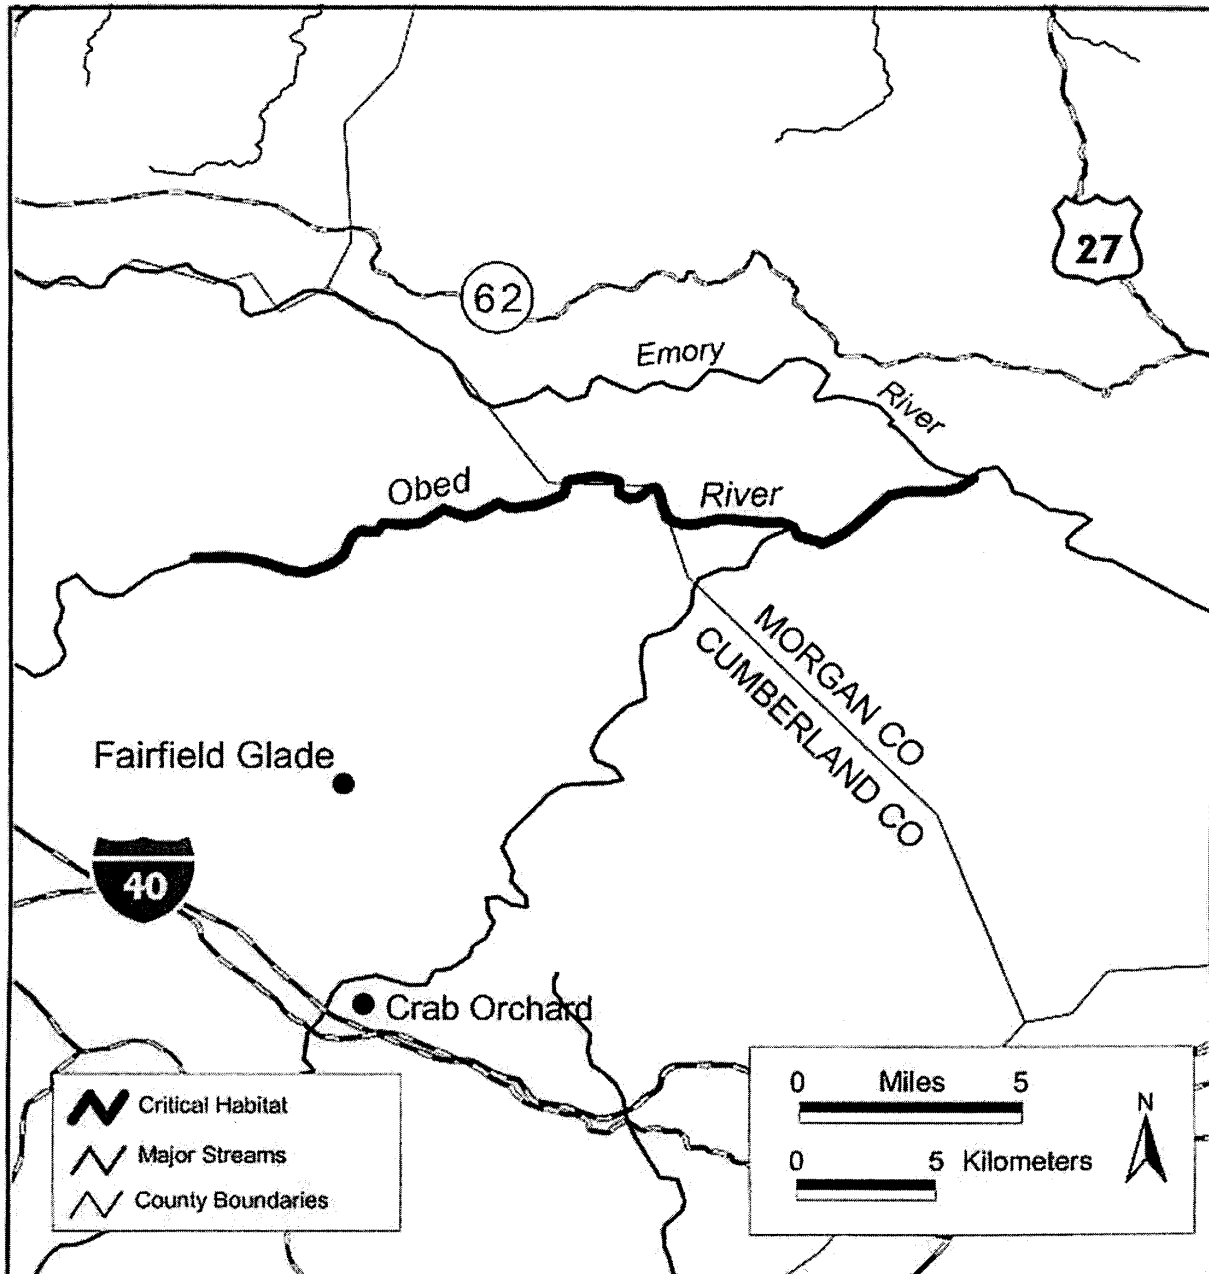 27
62
Emory
River
Obed
River
MORGAN CO
CUMBERLAND CO
Fairfield Glade
40
Crab Orchard
Critical Habitat
Major Streams
County Boundaries
0 Miles 5
0 5 Kilometers
N